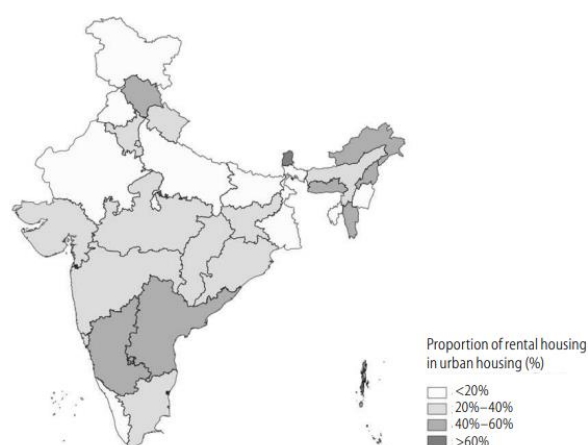 Proportion of rental housing
in urban housing (%)
<20%
20%–40%
40%–60%
>60%